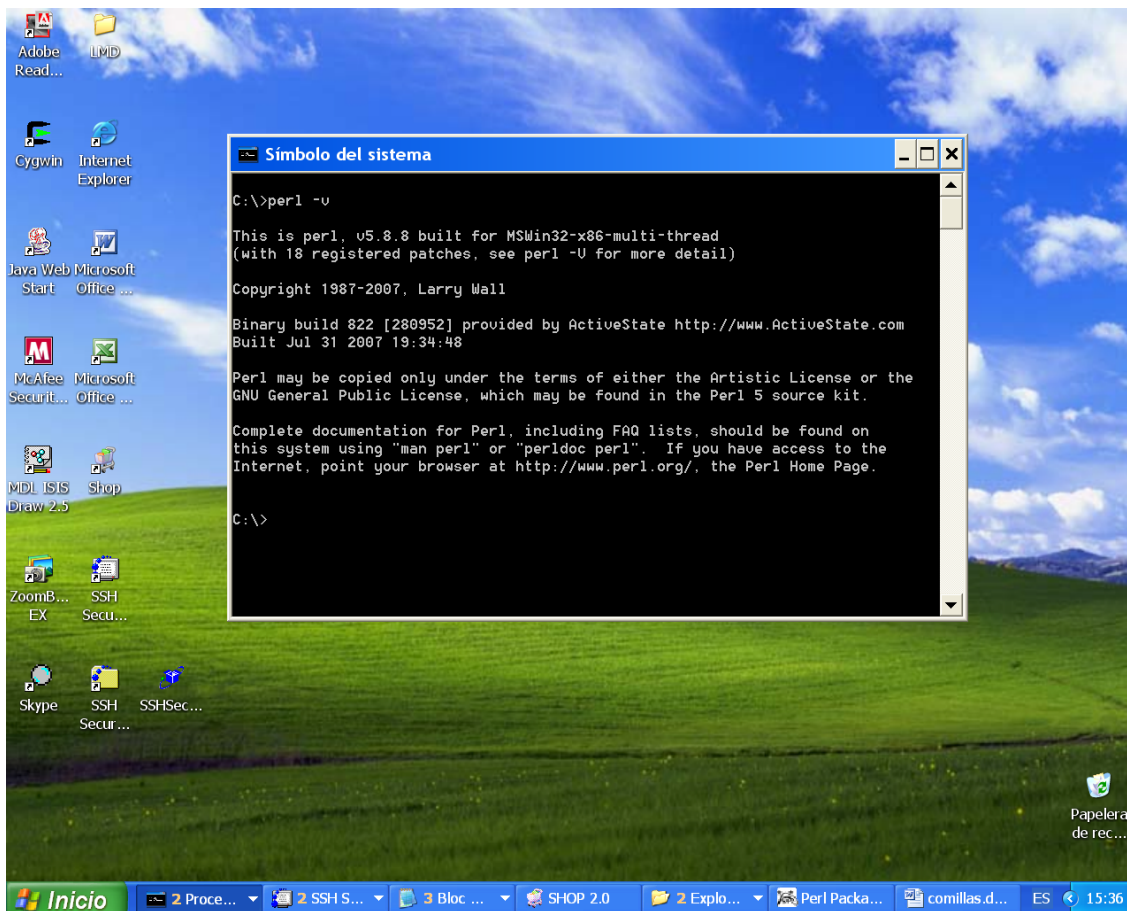 Adobe
Read...
LMD
Cygwin
Internet
Explorer
Java Web
Start
Microsoft
Office ...
McAfee
Securit...
Microsoft
Office ...
MDL ISIS
Draw 2.5
Shop
ZoomB...
EX
SSH
Secu...
Skype
SSH
Secur...
SSHSec...
Símbolo del sistema
C:\>perl -v
This is perl, v5.8.8 built for MSWin32-x86-multi-thread
(with 18 registered patches, see perl -V for more detail)
Copyright 1987-2007, Larry Wall
Binary build 822 [280952] provided by ActiveState http://www.ActiveState.com
Built Jul 31 2007 19:34:48
Perl may be copied only under the terms of either the Artistic License or the
GNU General Public License, which may be found in the Perl 5 source kit.
Complete documentation for Perl, including FAQ lists, should be found on
this system using "man perl" or "perldoc perl".  If you have access to the
Internet, point your browser at http://www.perl.org/, the Perl Home Page.
C:\>
Papelera
de rec...
Inicio
2 Proce...
2 SSH S...
3 Bloc ...
SHOP 2.0
2 Explo...
Perl Packa...
comillas.d...
ES
15:36